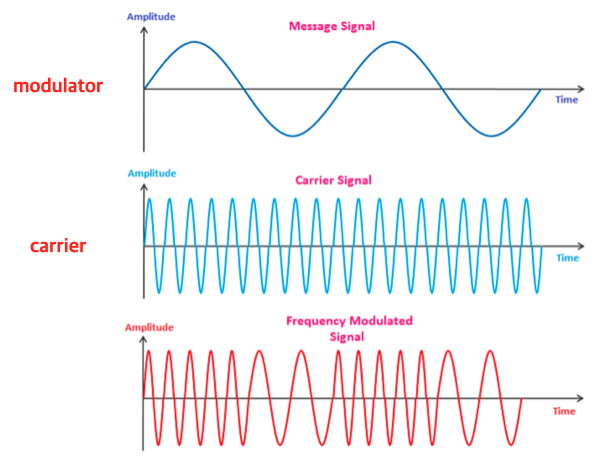 Amplitude
Message Signal
modulator
Time
Amplitude
Carrier Signal
carrier
Time
Frequency Modulated
Signal
Amplitude
Time